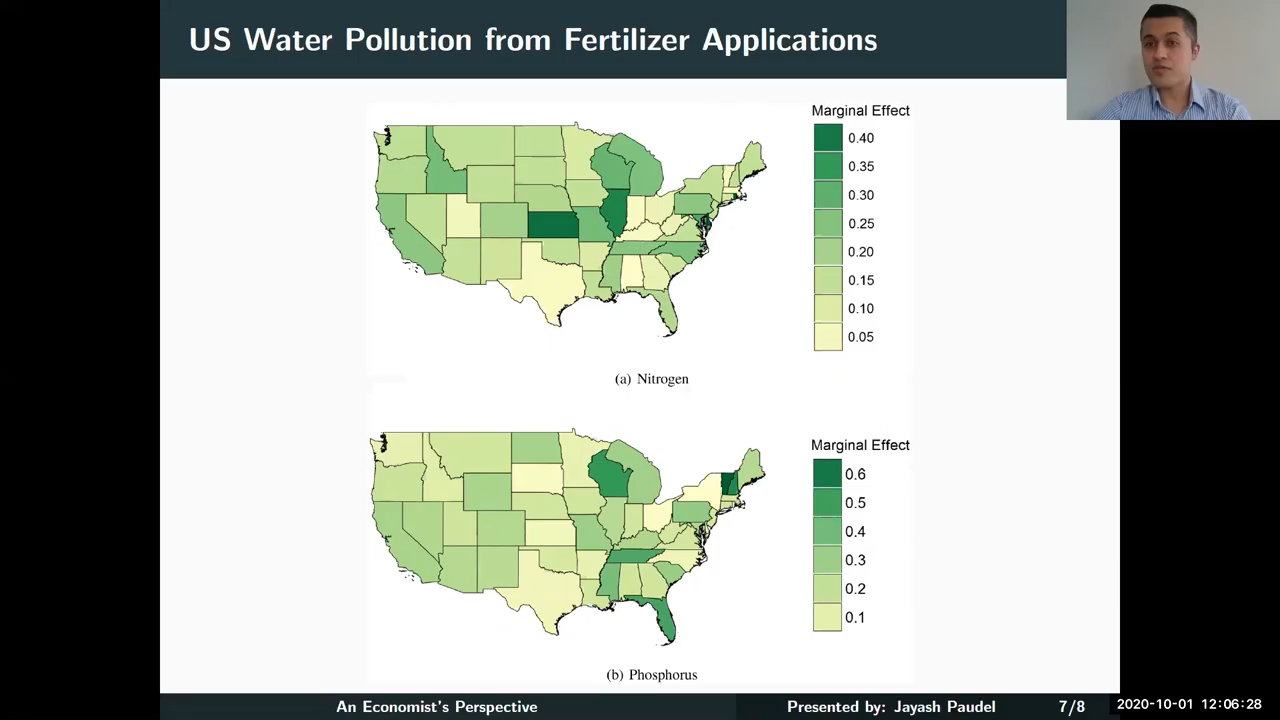 US Water Pollution from Fertilizer Applications
Marginal Effect
0.40
0.35
0.30
0.25
0.20
0.15
0.10
0.05
(a) Nitrogen
Marginal Effect
0.6
0.5
0.4
0.3
0.2
0.1
(b) Phosphorus
An Economist's Perspective
Presented by: Jayash Paudel
7/8
2020-10-01 12:06:28